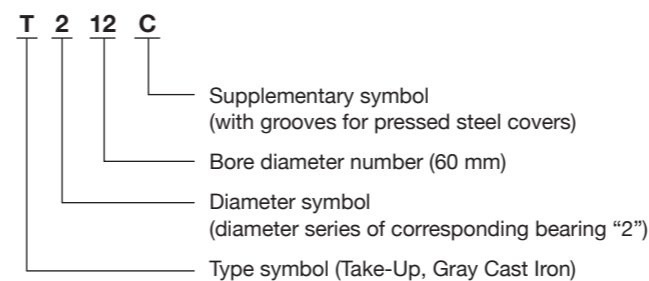 T 2 12 C
Supplementary symbol
(with grooves for pressed steel covers)
Bore diameter number (60 mm)
Diameter symbol
(diameter series of corresponding bearing “2”)
Type symbol (Take-Up, Gray Cast Iron)